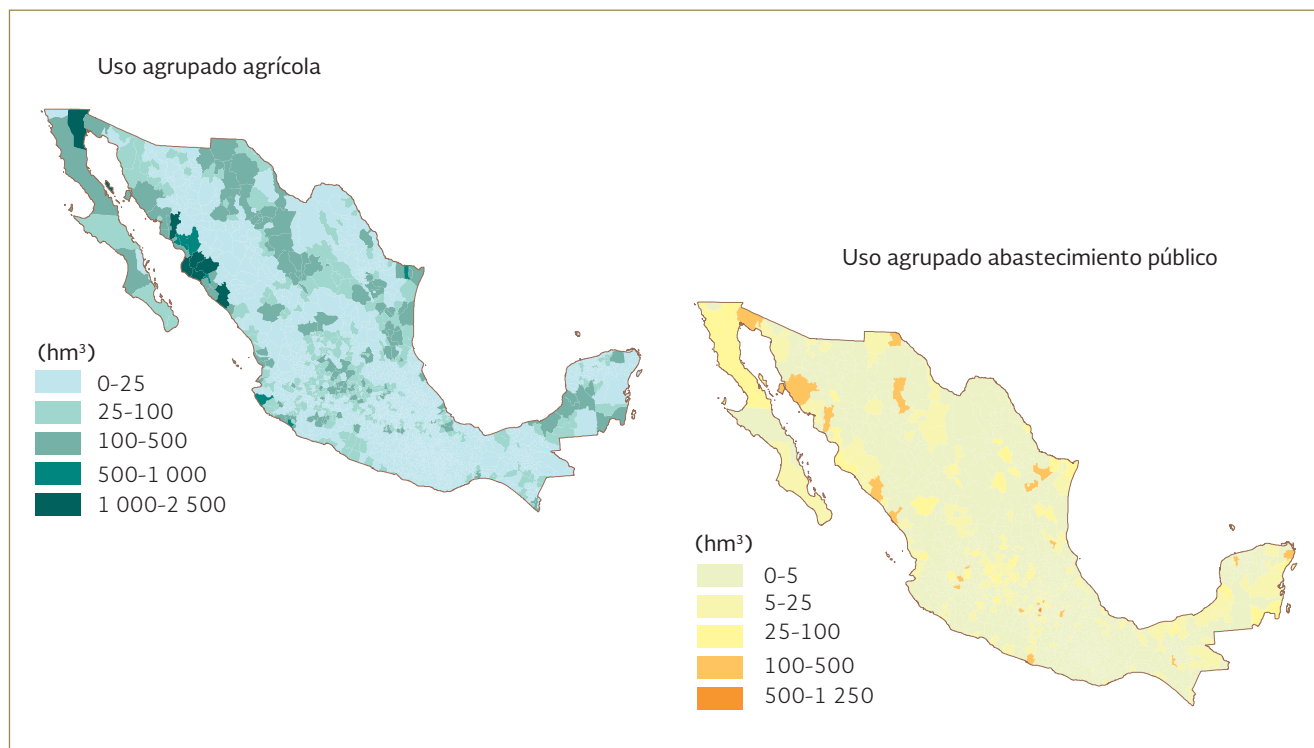 Uso agrupado agrícola
(hm³)
0-25
25-100
100-500
500-1 000
1 000-2 500
Uso agrupado abastecimiento público
(hm³)
0-5
5-25
25-100
100-500
500-1 250